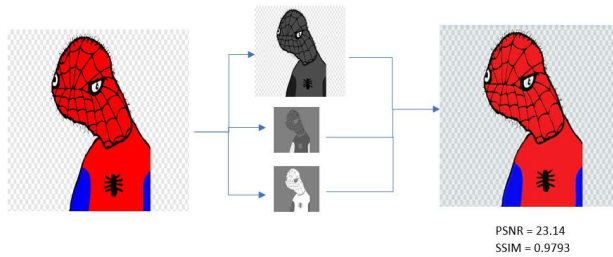 PSNR = 23.14
SSIM = 0.9793